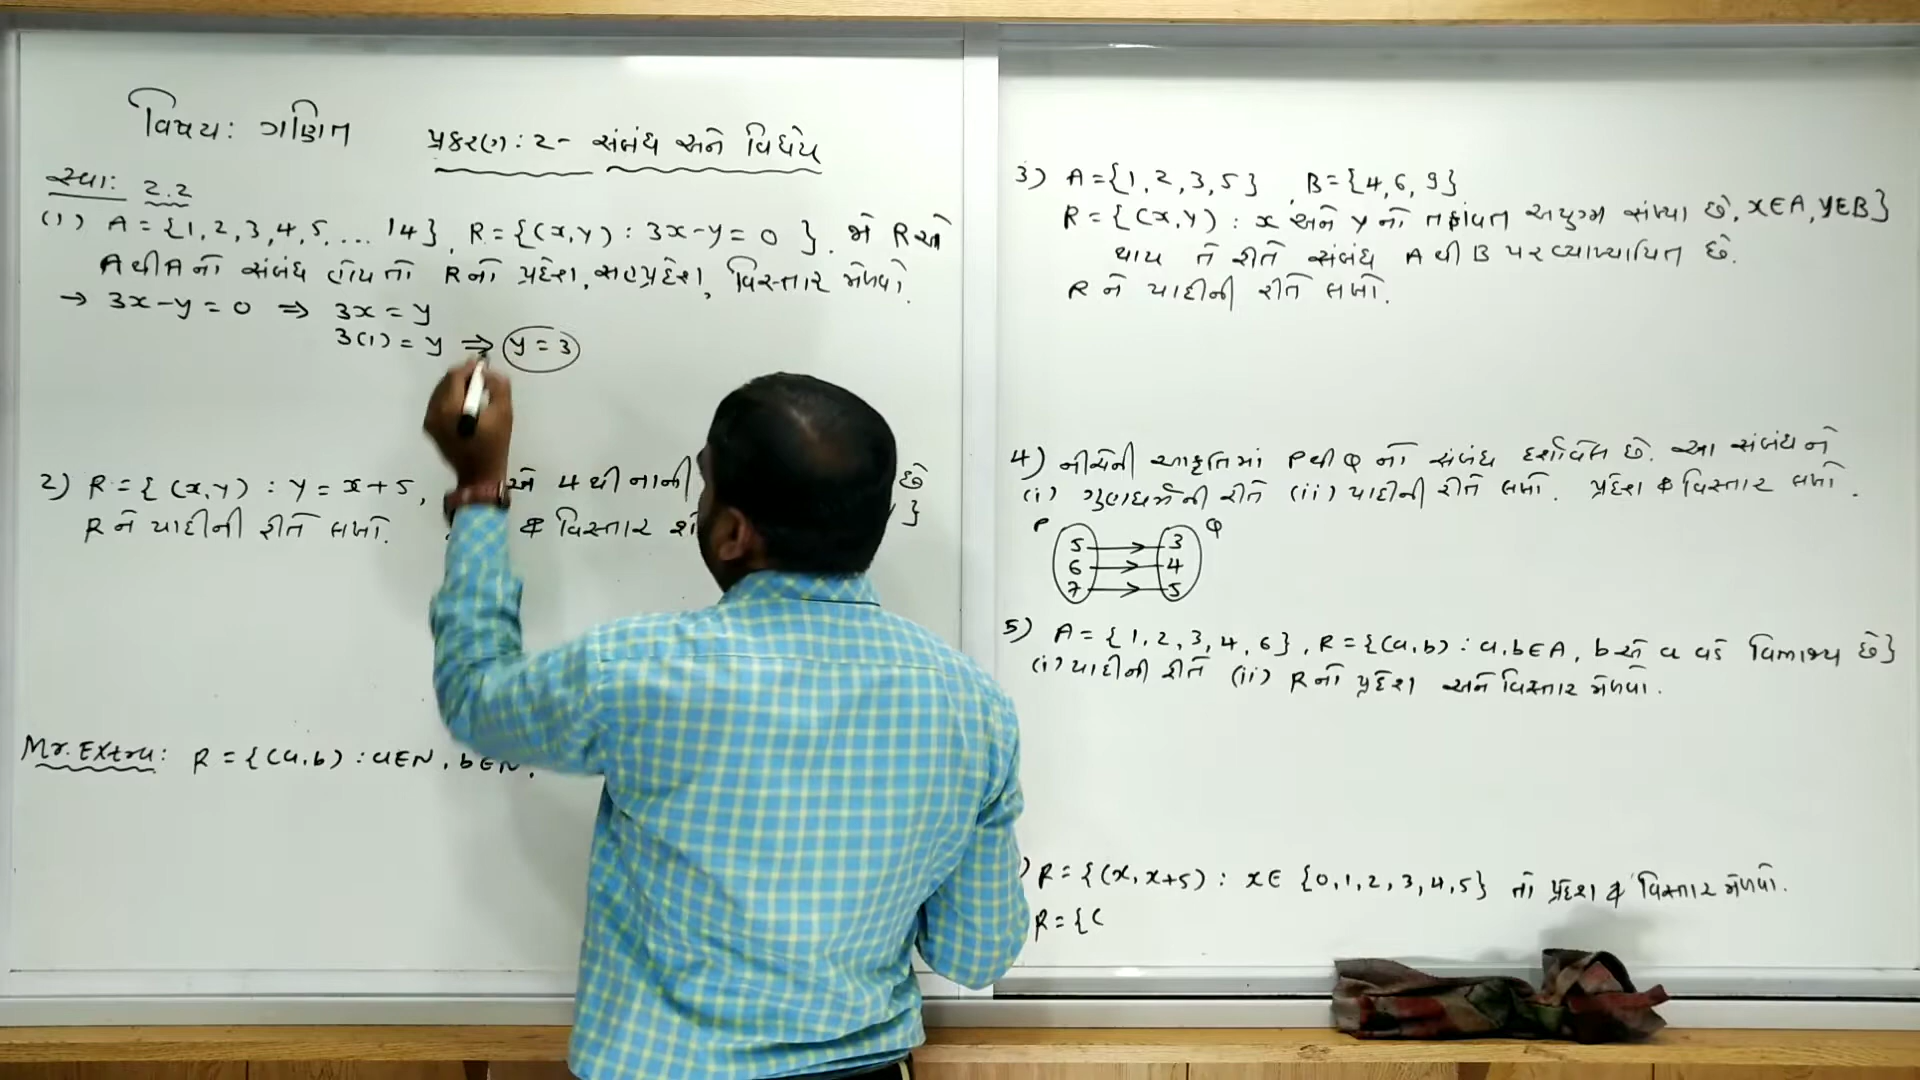 વિષય: ગણિત
પ્રકરણ: 2 - સંબંધ અને વિધેય
સ્વા: 2.2
(1) A = {1, 2, 3, 4, 5, ... 14}, R = {(x, y) : 3x - y = 0 }. જો R એ
A થી A નો સંબંધ હોય તો R નો પ્રદેશ, સહપ્રદેશ, વિસ્તાર મેળવો.
→ 3x - y = 0 ⇒ 3x = y
3(1) = y ⇒ y = 3
2) R = { (x, y) : y = x + 5, એ 4 થી નાની છે
R ને યાદીની રીતે લખો. & વિસ્તાર }
Mr. Extra: R = {(a, b) : a∈N, b∈N,
3) A = {1, 2, 3, 5}, B = {4, 6, 9}
R = {(x, y) : x અને y નો તફાવત અયુગ્મ સંખ્યા છે, x∈A, y∈B}
થાય તે રીતે સંબંધ A થી B પર વ્યાખ્યાયિત છે.
R ને યાદીની રીતે લખો.
4) નીચેની આકૃતિમાં P થી Q નો સંબંધ દર્શાવેલ છે. આ સંબંધ ને
(i) ગુણધર્મની રીતે (ii) યાદીની રીતે લખો. પ્રદેશ & વિસ્તાર લખો.
P Q
5 3
6 4
7 5
5) A = {1, 2, 3, 4, 6}, R = {(a, b) : a, b∈A, b એ a વડે વિભાજ્ય છે}
(i) યાદીની રીતે (ii) R નો પ્રદેશ અને વિસ્તાર મેળવો.
) R = {(x, x+5) : x∈ {0, 1, 2, 3, 4, 5} તો પ્રદેશ & વિસ્તાર મેળવો.
R = {(